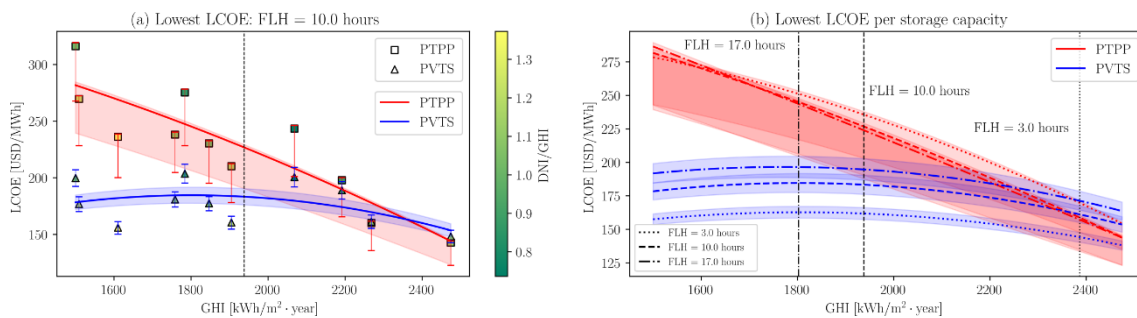 (a) Lowest LCOE: FLH = 10.0 hours
LCOE [USD/MWh]
300
250
200
150
1600
1800
2000
2200
2400
GHI [kWh/m² · year]
PTPP
PVTS
PTPP
PVTS
1.3
1.2
1.1
1.0
0.9
0.8
DNI/GHI
(b) Lowest LCOE per storage capacity
LCOE [USD/MWh]
275
250
225
200
175
150
125
1600
1800
2000
2200
2400
GHI [kWh/m² · year]
FLH = 17.0 hours
FLH = 10.0 hours
FLH = 3.0 hours
PTPP
PVTS
FLH = 3.0 hours
FLH = 10.0 hours
FLH = 17.0 hours